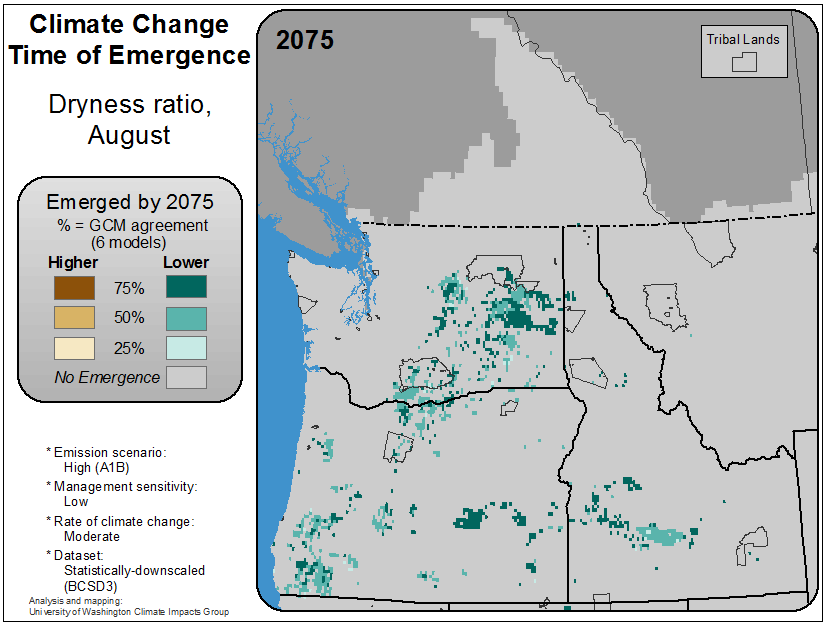 Climate Change
Time of Emergence
Dryness ratio,
August
Emerged by 2075
% = GCM agreement
(6 models)
Higher Lower
75%
50%
25%
No Emergence
* Emission scenario:
High (A1B)
* Management sensitivity:
Low
* Rate of climate change:
Moderate
* Dataset:
Statistically-downscaled
(BCSD3)
Analysis and mapping:
University of Washington Climate Impacts Group
2075
Tribal Lands